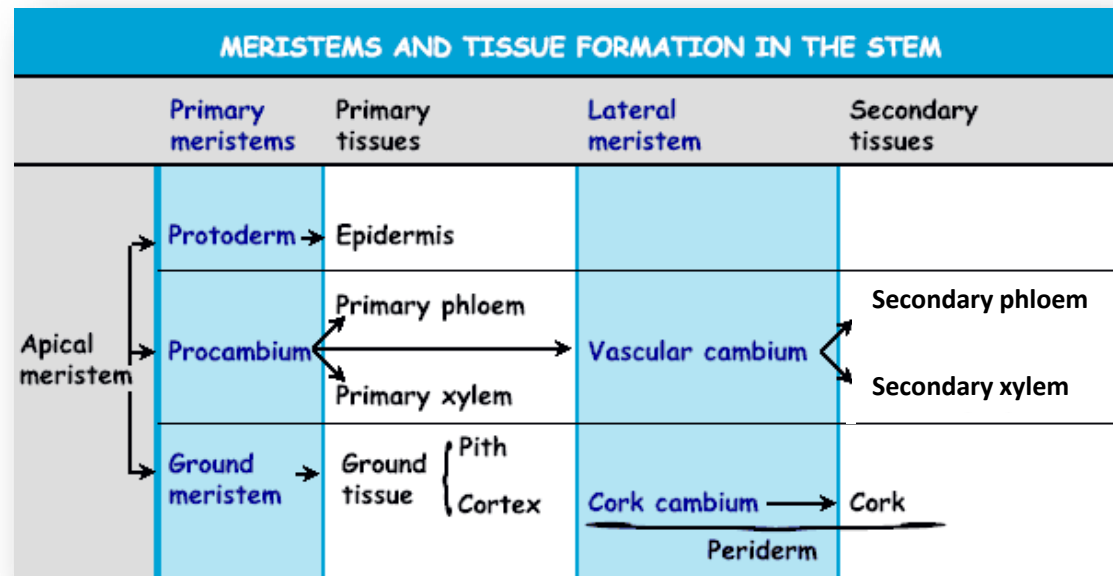 MERISTEMS AND TISSUE FORMATION IN THE STEM
Primary
meristems
Primary
tissues
Lateral
meristem
Secondary
tissues
Apical
meristem
Protoderm
Epidermis
Procambium
Primary phloem
Primary xylem
Vascular cambium
Secondary phloem
Secondary xylem
Ground
meristem
Ground
tissue
Pith
Cortex
Cork cambium
Cork
Periderm